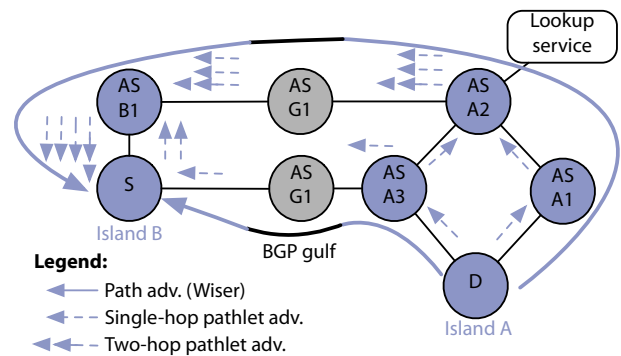 Lookup
service
AS
B1
AS
G1
AS
A2
S
AS
G1
AS
A3
AS
A1
Island B
BGP gulf
D
Island A
Legend:
Path adv. (Wiser)
Single-hop pathlet adv.
Two-hop pathlet adv.